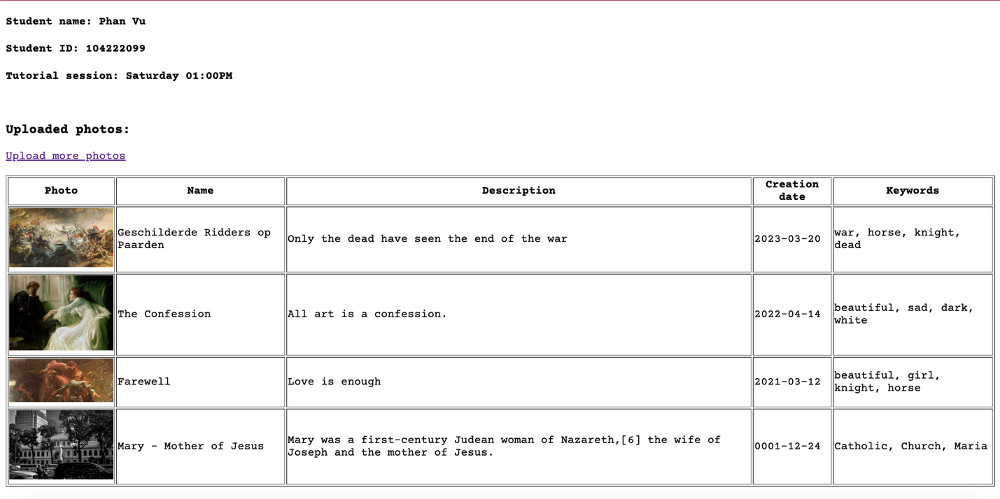 Student name: Phan Vu
Student ID: 104222099
Tutorial session: Saturday 01:00PM
Uploaded photos:
Upload more photos
Photo
Name
Description
Creation
date
Keywords
Geschilderde Ridders op
Paarden
Only the dead have seen the end of the war
2023-03-20
war, horse, knight,
dead
The Confession
All art is a confession.
2022-04-14
beautiful, sad, dark,
white
Farewell
Love is enough
2021-03-12
beautiful, girl,
knight, horse
Mary - Mother of Jesus
Mary was a first-century Judean woman of Nazareth,[6] the wife of
Joseph and the mother of Jesus.
0001-12-24
Catholic, Church, Maria